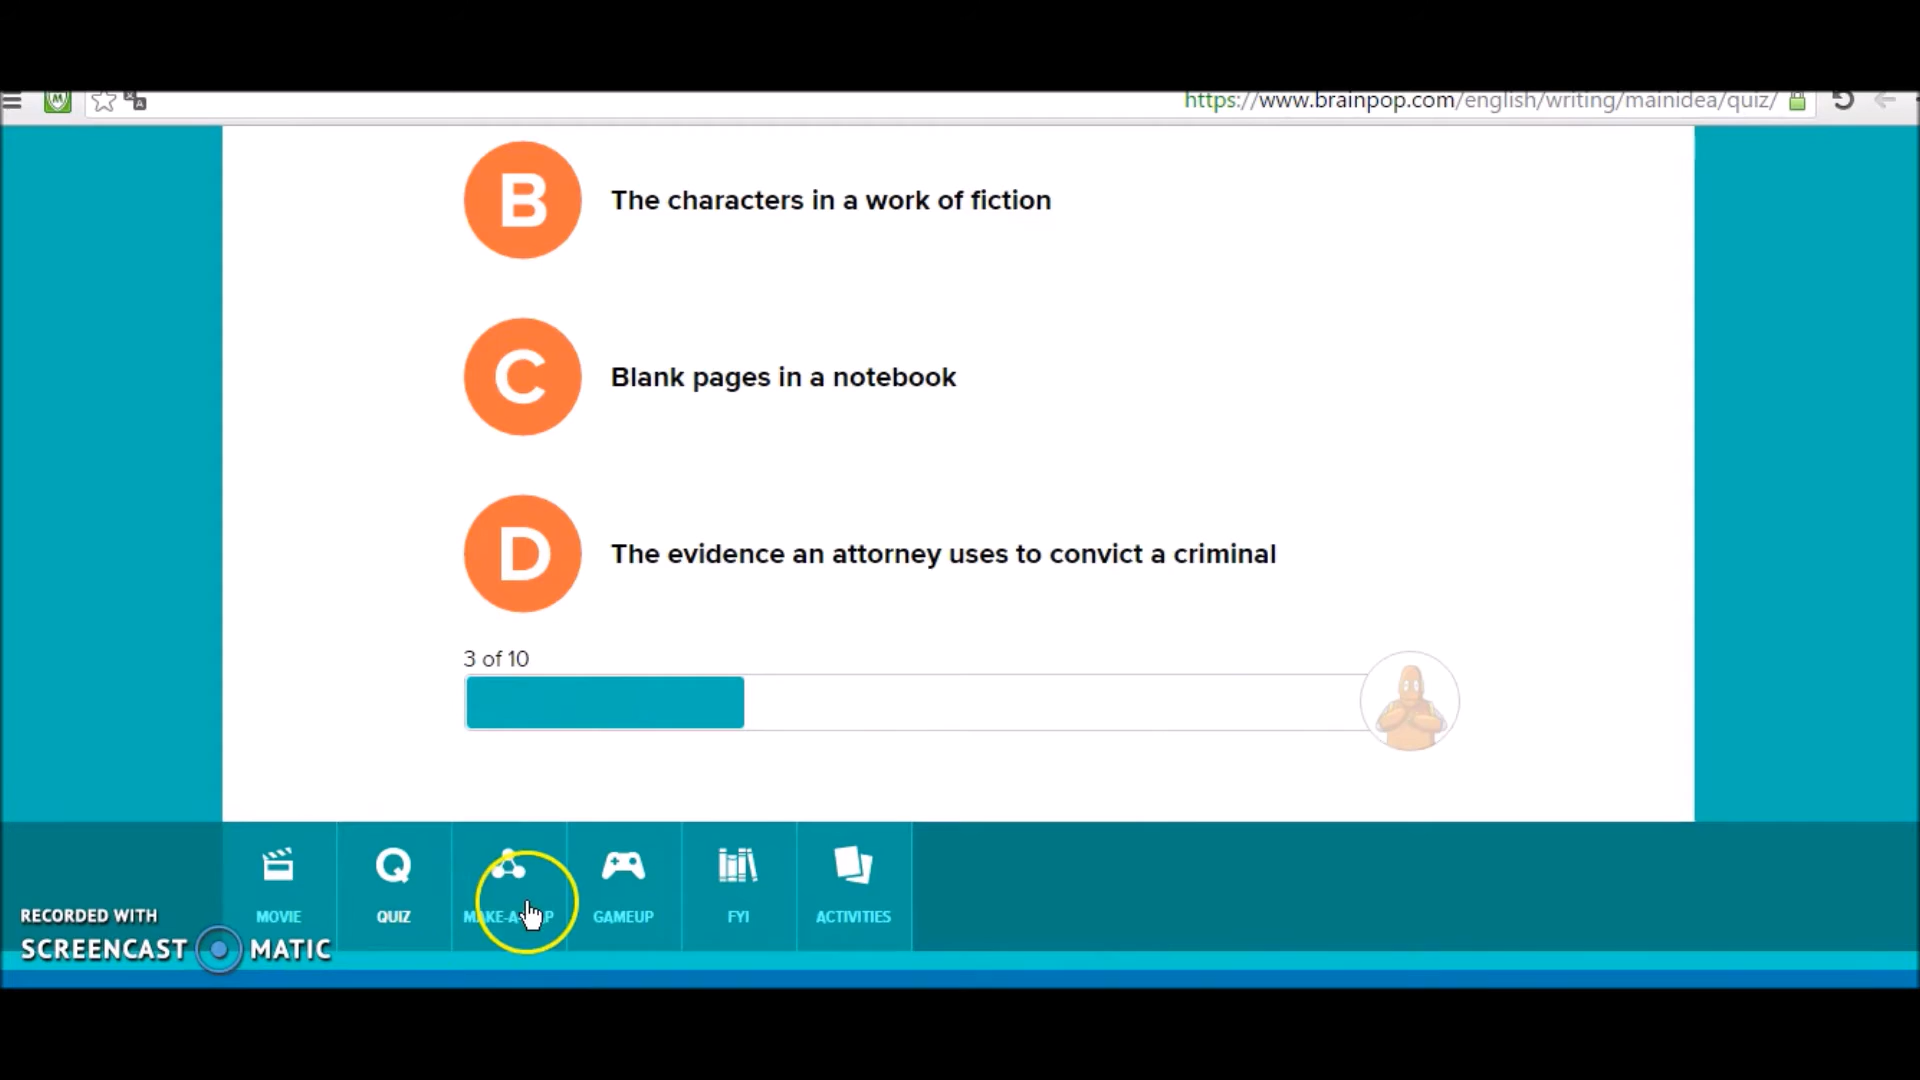 https://www.brainpop.com/english/writing/mainidea/quiz/
B The characters in a work of fiction
C Blank pages in a notebook
D The evidence an attorney uses to convict a criminal
3 of 10
MOVIE QUIZ MAKE-A-MAP GAMEUP FYI ACTIVITIES
RECORDED WITH
SCREENCAST MATIC